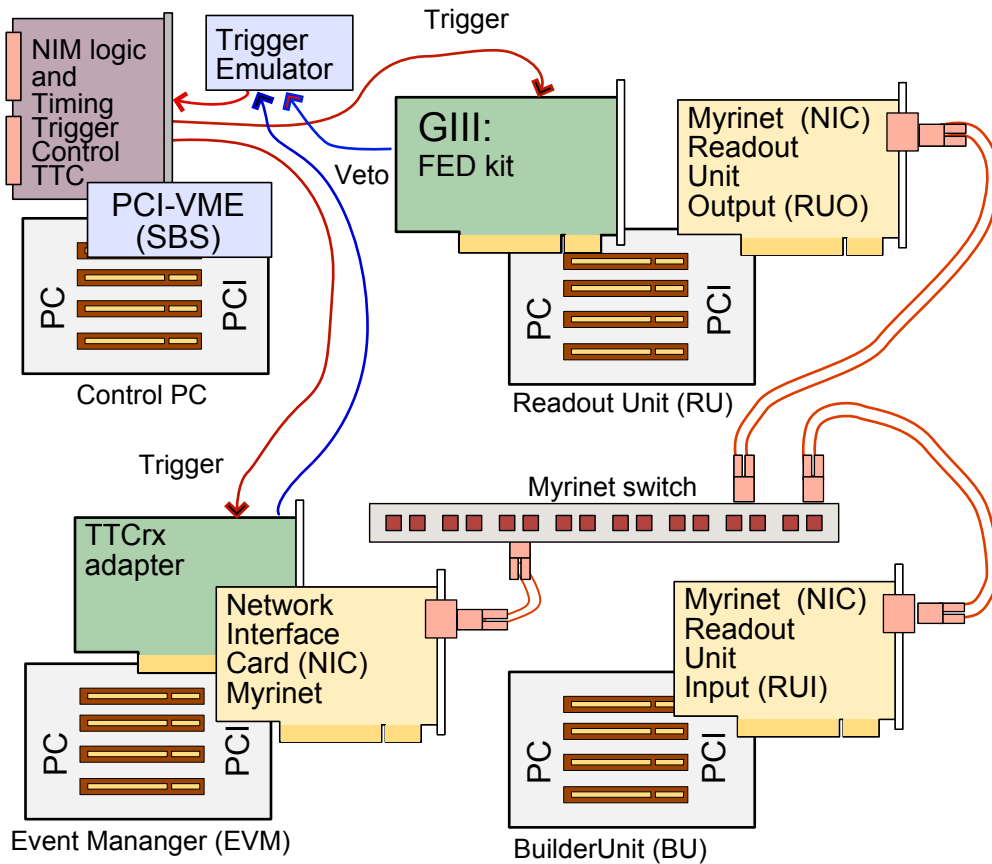 NIM logic
and
Timing
Trigger
Control
TTC
Trigger
Emulator
Trigger
Veto
GIII:
FED kit
Myrinet (NIC)
Readout
Unit
Output (RUO)
PCI-VME
(SBS)
PC
PCI
Control PC
PC
PCI
Readout Unit (RU)
Trigger
Myrinet switch
TTCrx
adapter
Network
Interface
Card (NIC)
Myrinet
PC
PCI
Event Mananger (EVM)
Myrinet (NIC)
Readout
Unit
Input (RUI)
PC
PCI
BuilderUnit (BU)